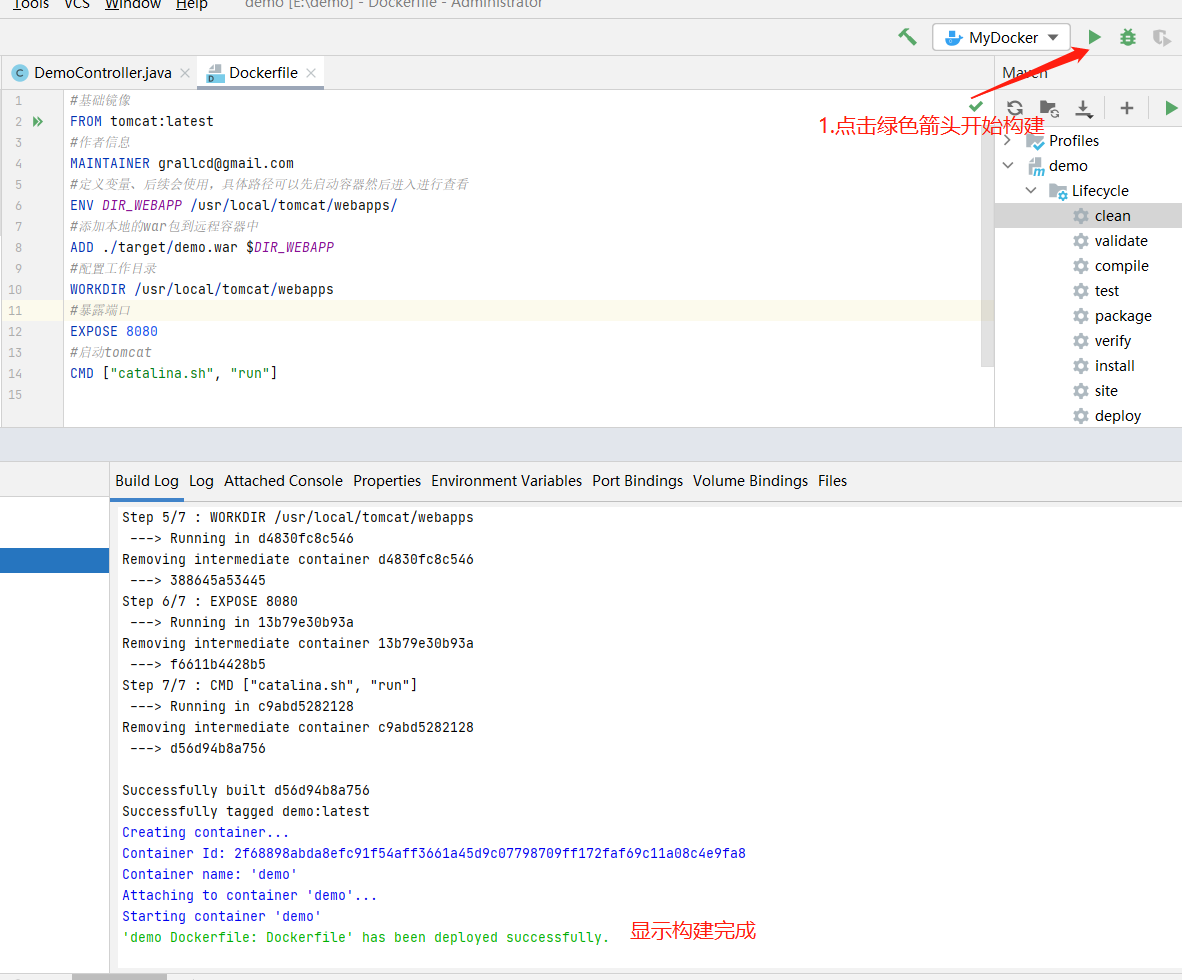 Tools VCS Window Help demo [E:\demo] - Dockerfile - Administrator
MyDocker
DemoController.java Dockerfile
Maven
1 #基础镜像
2 FROM tomcat:latest
3 #作者信息
4 MAINTAINER grallcd@gmail.com
5 #定义变量、后续会使用，具体路径可以先启动容器然后进入进行查看
6 ENV DIR_WEBAPP /usr/local/tomcat/webapps/
7 #添加本地的war包到远程容器中
8 ADD ./target/demo.war $DIR_WEBAPP
9 #配置工作目录
10 WORKDIR /usr/local/tomcat/webapps
11 #暴露端口
12 EXPOSE 8080
13 #启动tomcat
14 CMD ["catalina.sh", "run"]
15
1.点击绿色箭头开始构建
Profiles
demo
Lifecycle
clean
validate
compile
test
package
verify
install
site
deploy
Build Log Log Attached Console Properties Environment Variables Port Bindings Volume Bindings Files
Step 5/7 : WORKDIR /usr/local/tomcat/webapps
---> Running in d4830fc8c546
Removing intermediate container d4830fc8c546
---> 388645a53445
Step 6/7 : EXPOSE 8080
---> Running in 13b79e30b93a
Removing intermediate container 13b79e30b93a
---> f6611b4428b5
Step 7/7 : CMD ["catalina.sh", "run"]
---> Running in c9abd5282128
Removing intermediate container c9abd5282128
---> d56d94b8a756
Successfully built d56d94b8a756
Successfully tagged demo:latest
Creating container...
Container Id: 2f68898abda8efc91f54aff3661a45d9c07798709ff172faf69c11a08c4e9fa8
Container name: 'demo'
Attaching to container 'demo'...
Starting container 'demo'
'demo Dockerfile: Dockerfile' has been deployed successfully.
显示构建完成